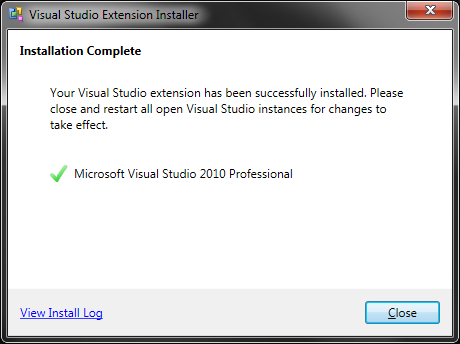 Visual Studio Extension Installer
Installation Complete
Your Visual Studio extension has been successfully installed. Please
close and restart all open Visual Studio instances for changes to
take effect.
Microsoft Visual Studio 2010 Professional
View Install Log
Close